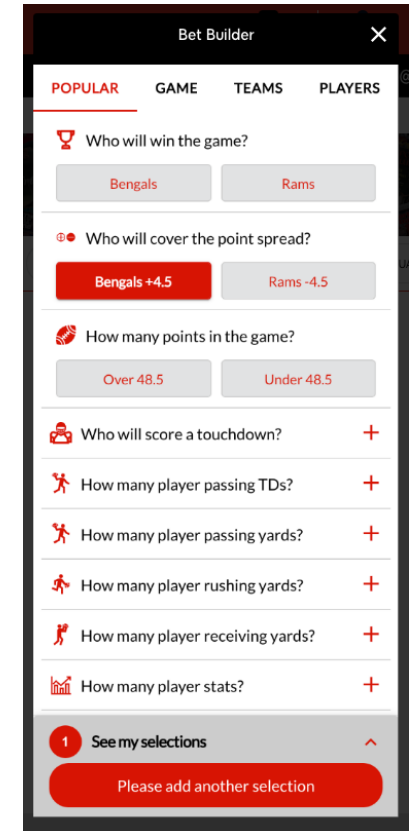 Bet Builder
POPULAR GAME TEAMS PLAYERS
Who will win the game?
Bengals Rams
Who will cover the point spread?
Bengals +4.5 Rams -4.5
How many points in the game?
Over 48.5 Under 48.5
Who will score a touchdown?
How many player passing TDs?
How many player passing yards?
How many player rushing yards?
How many player receiving yards?
How many player stats?
1 See my selections
Please add another selection